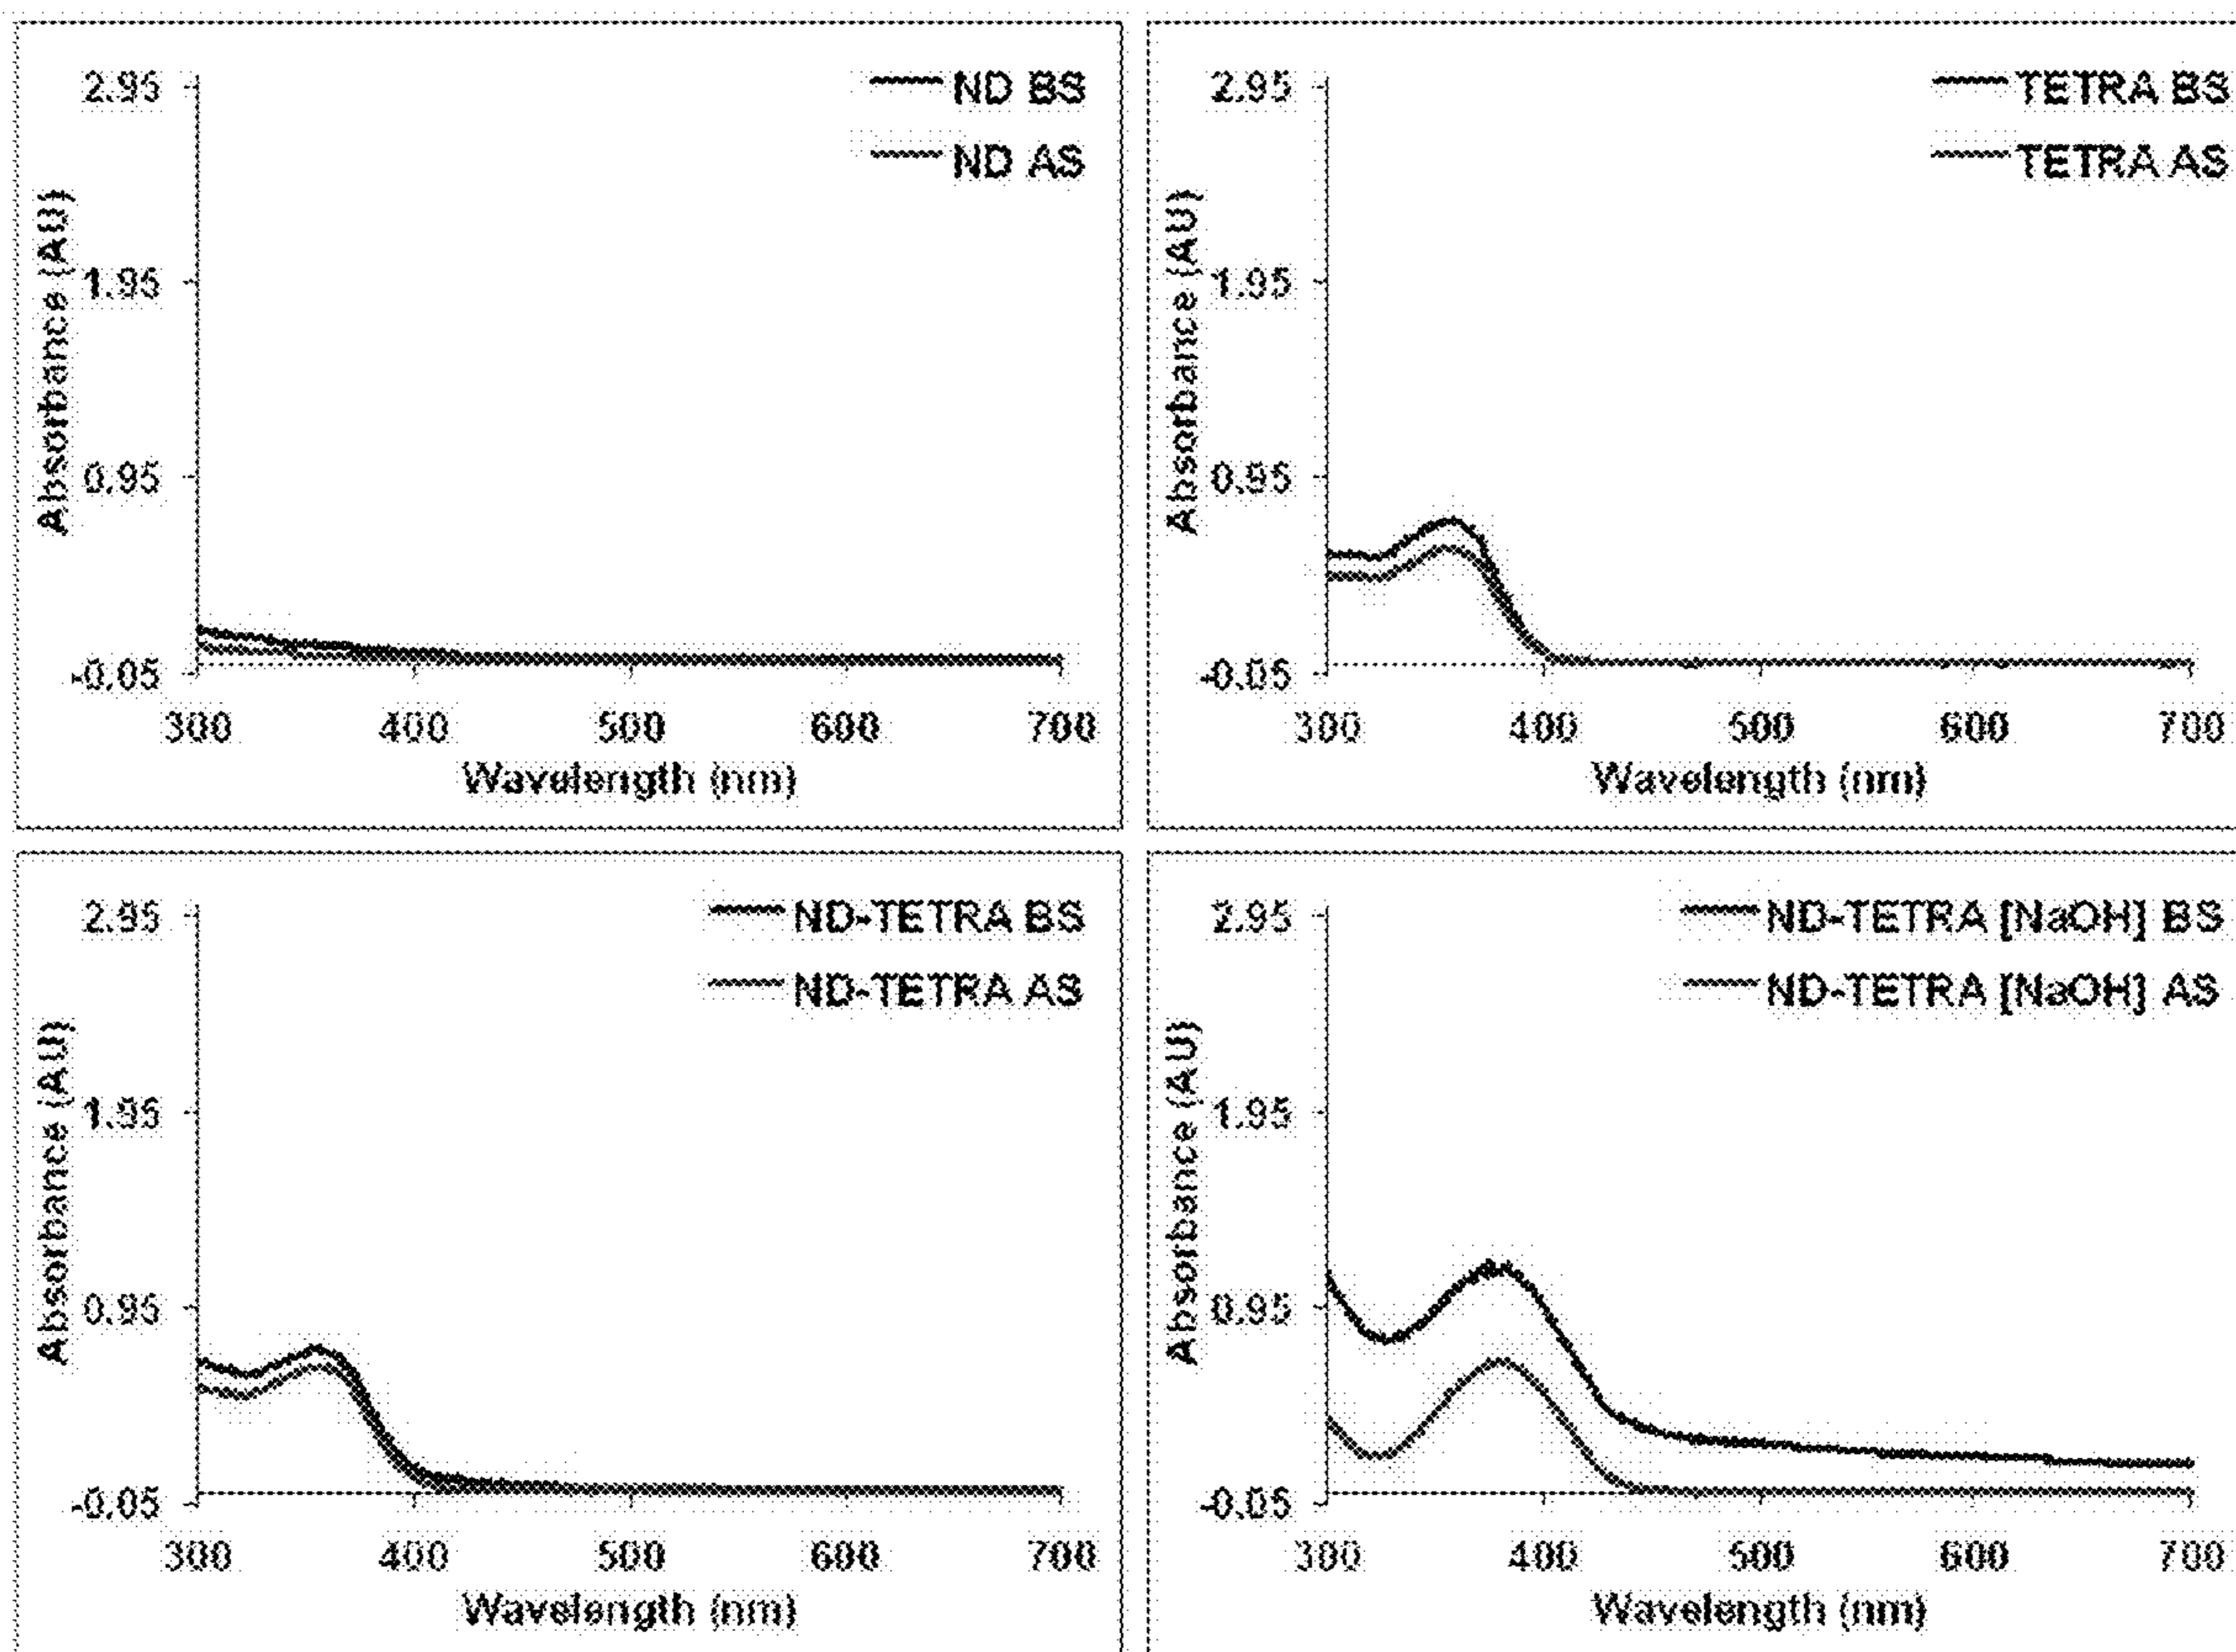 2.95
ND BS
ND AS
1.95
0.95
-0.05
Absorbance (AU)
300 400 500 600 700
Wavelength (nm)
2.95
TETRA BS
TETRA AS
1.95
0.95
-0.05
Absorbance (AU)
300 400 500 600 700
Wavelength (nm)
2.95
ND-TETRA BS
ND-TETRA AS
1.95
0.95
-0.05
Absorbance (AU)
300 400 500 600 700
Wavelength (nm)
2.95
ND-TETRA [NaOH] BS
ND-TETRA [NaOH] AS
1.95
0.95
-0.05
Absorbance (AU)
300 400 500 600 700
Wavelength (nm)